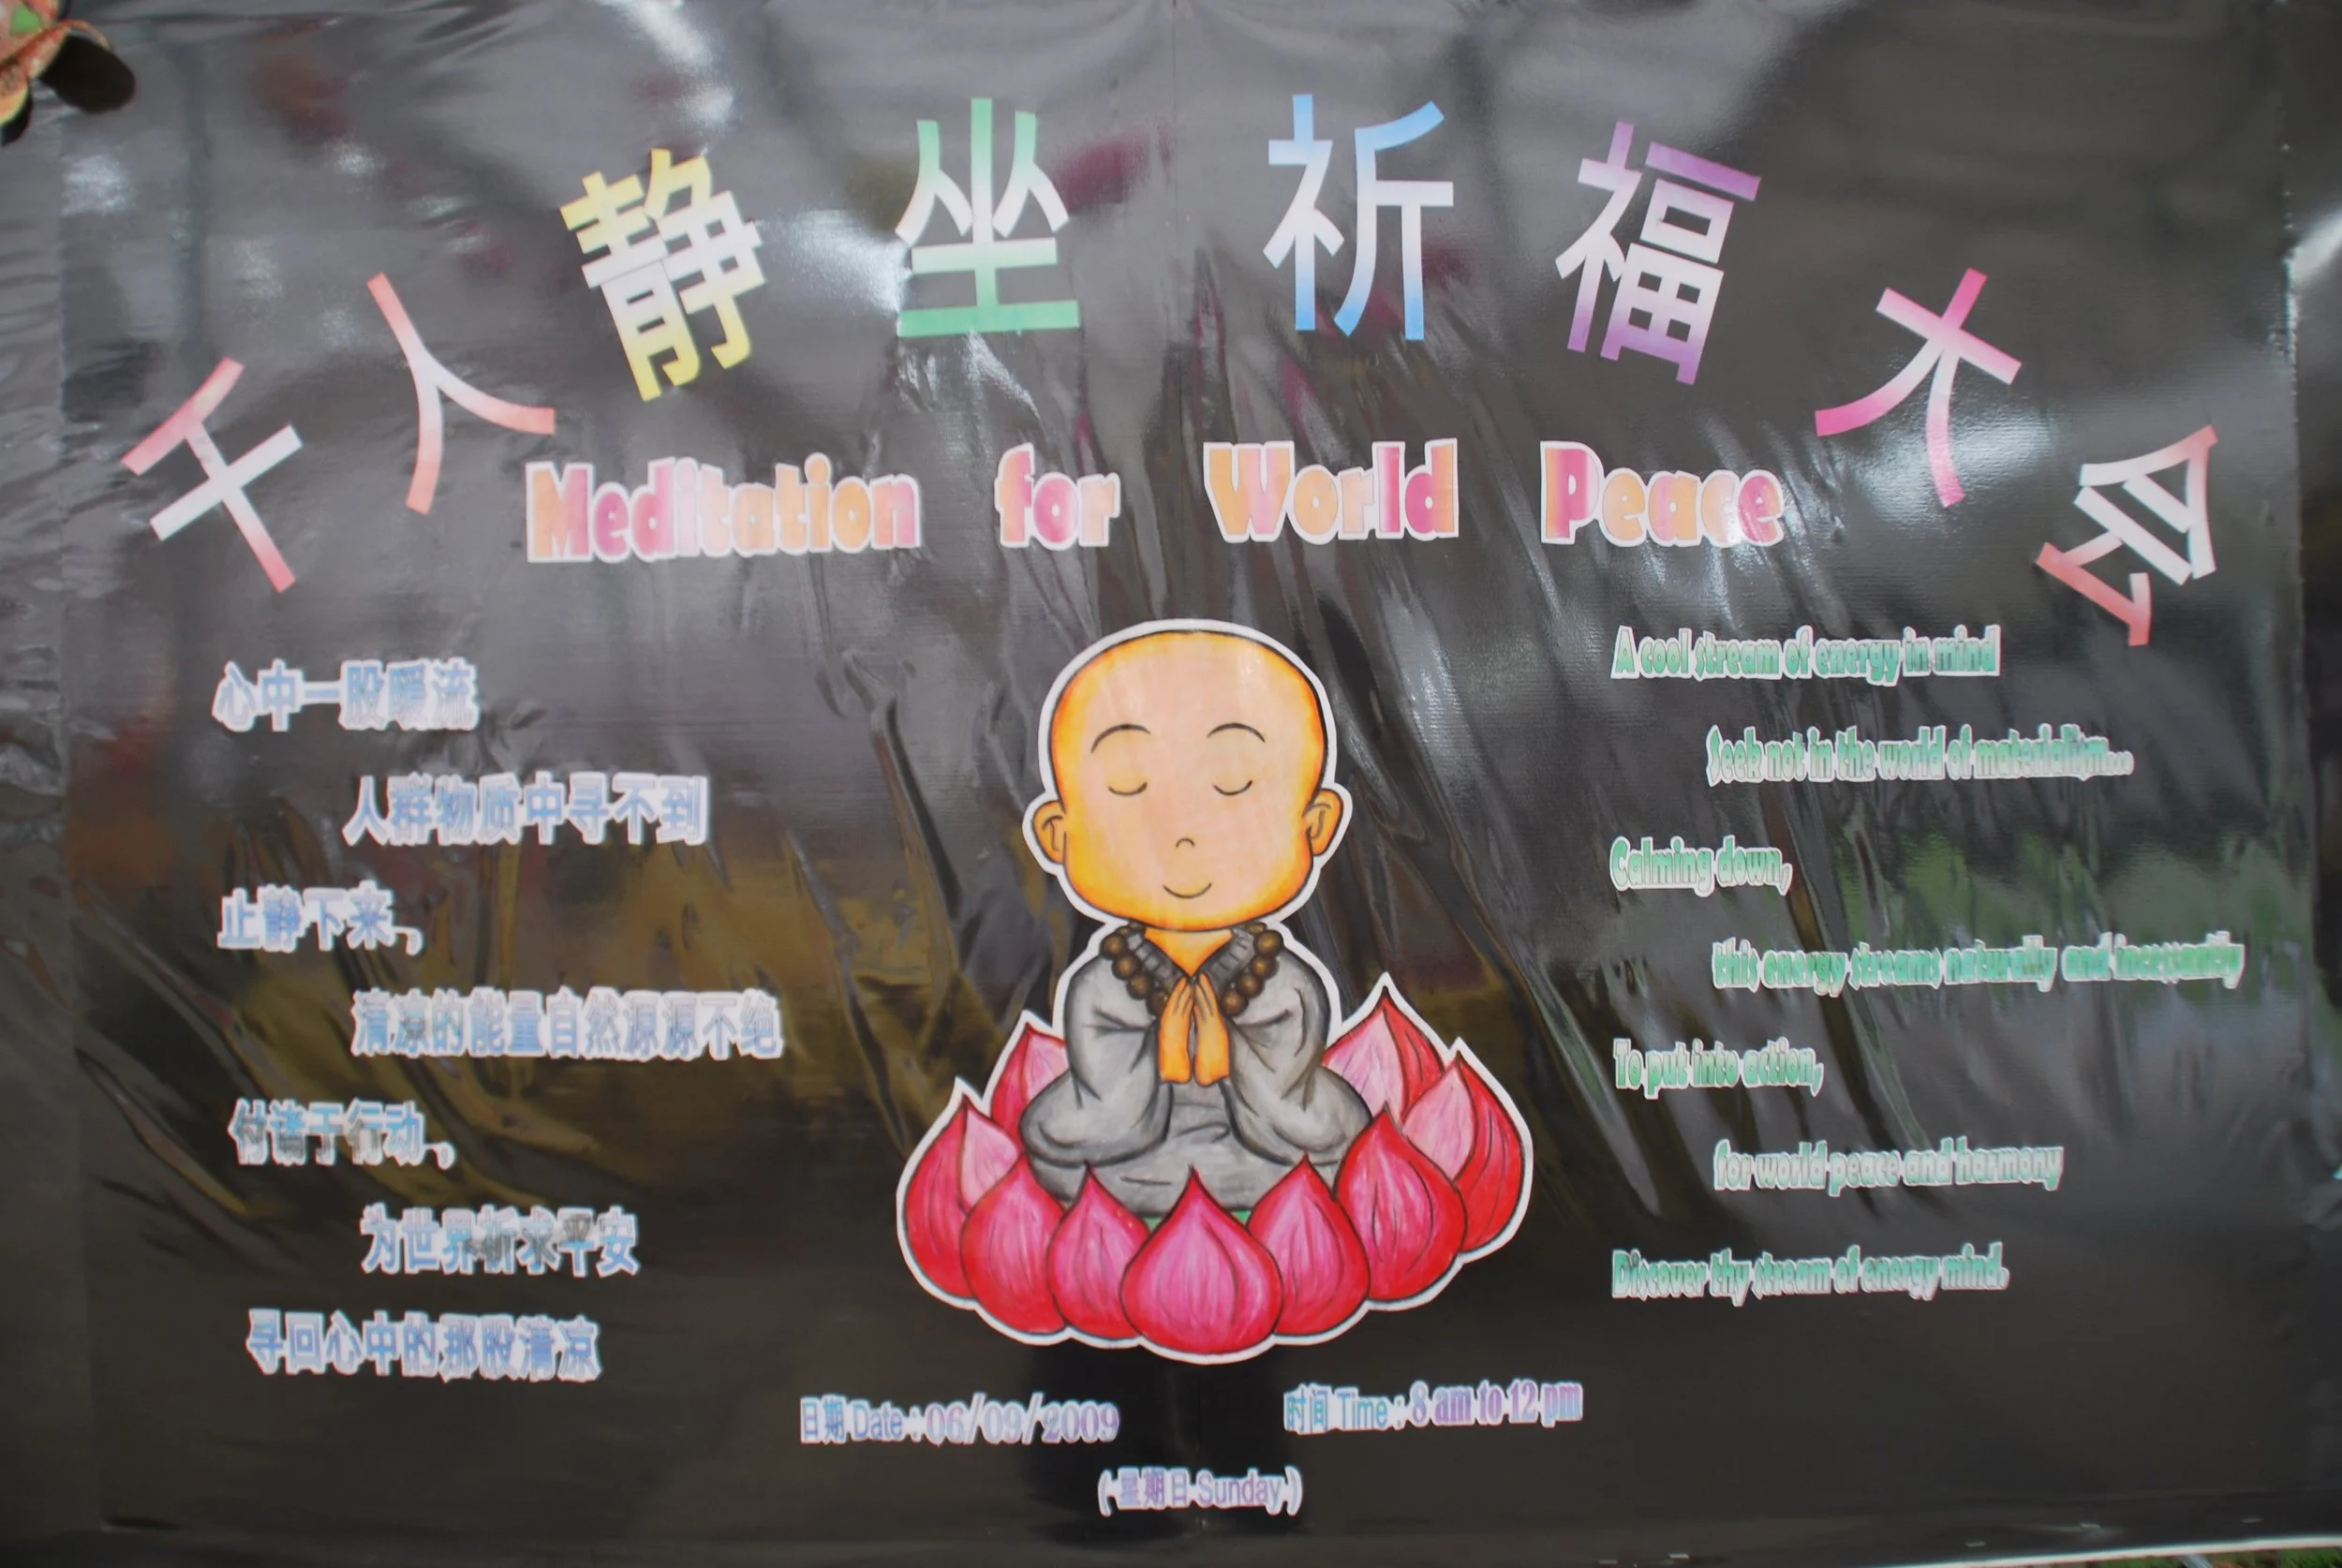 千人静坐祈福大会
Meditation for World Peace
心中一股暖流
人群物质中寻不到
止静下来,
清凉的能量自然源源不绝
付诸于行动,
为世界祈求平安
寻回心中的那股清凉
A cool stream of energy in mind
Seek not in the world of materialism...
Calming down,
this energy streams naturally and incessantly
To put into action,
for world peace and harmony
Discover thy stream of energy mind.
日期 Date : 06/09/2009 时间 Time : 8 am to 12 pm
( 星期日 Sunday )